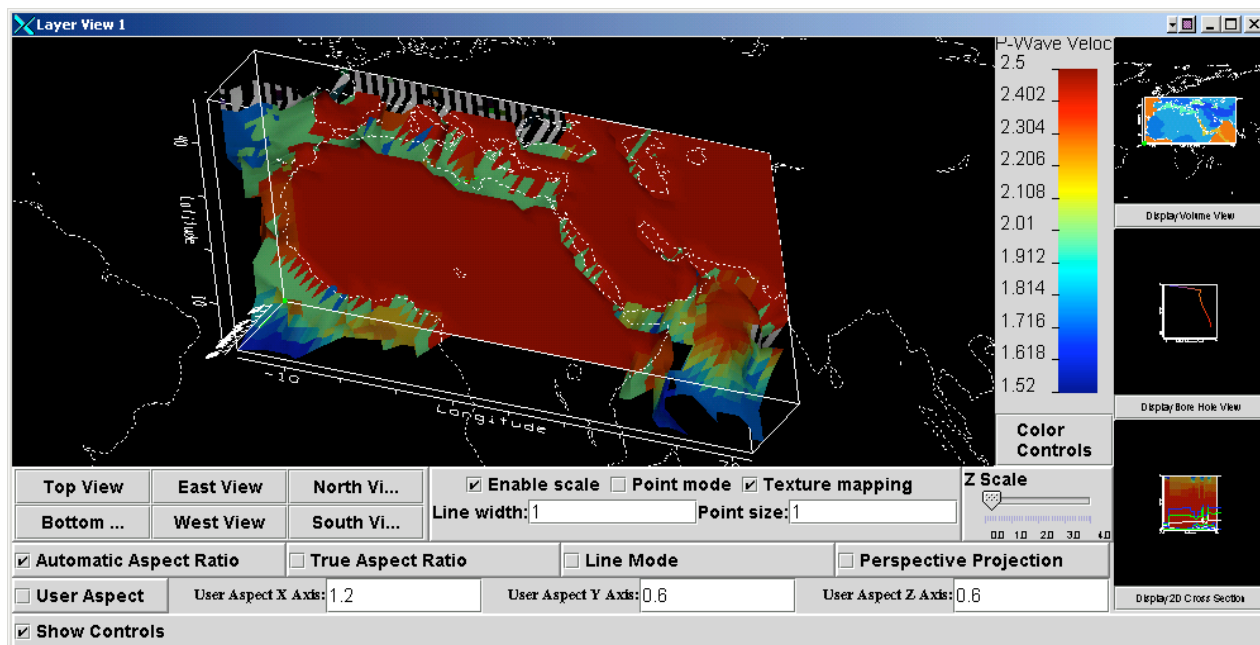 Layer View 1
P-Wave Veloc
2.5
2.402
2.304
2.206
2.108
2.01
1.912
1.814
1.716
1.618
1.52
Color
Controls
40
Latitude
10
-10
Longitude
Display Volume View
Display Bore Hole View
Display 2D Cross Section
Top View East View North Vi...
Bottom ... West View South Vi...
Enable scale Point mode Texture mapping
Line width: 1 Point size: 1
Z Scale
0.0 1.0 2.0 3.0 4.0
Automatic Aspect Ratio True Aspect Ratio Line Mode Perspective Projection
User Aspect User Aspect X Axis: 1.2 User Aspect Y Axis: 0.6 User Aspect Z Axis: 0.6
Show Controls